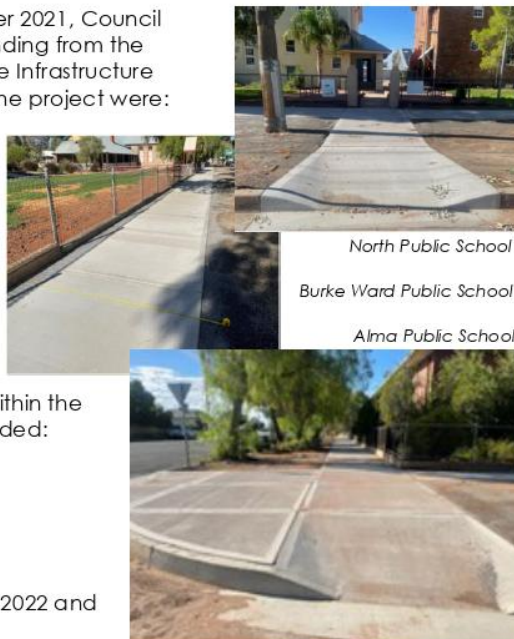 er 2021, Council
nding from the
e Infrastructure
he project were:
North Public School
Burke Ward Public School
Alma Public School
ithin the
ded:
2022 and